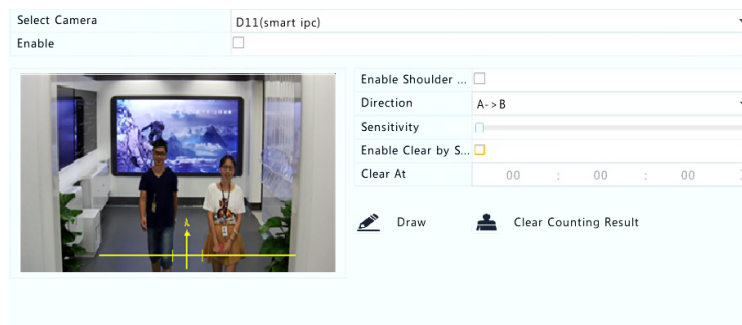 Select Camera
D11(smart ipc)
Enable
Enable Shoulder ...
Direction
A->B
Sensitivity
Enable Clear by S...
Clear At
00 : 00 : 00
A
Draw
Clear Counting Result